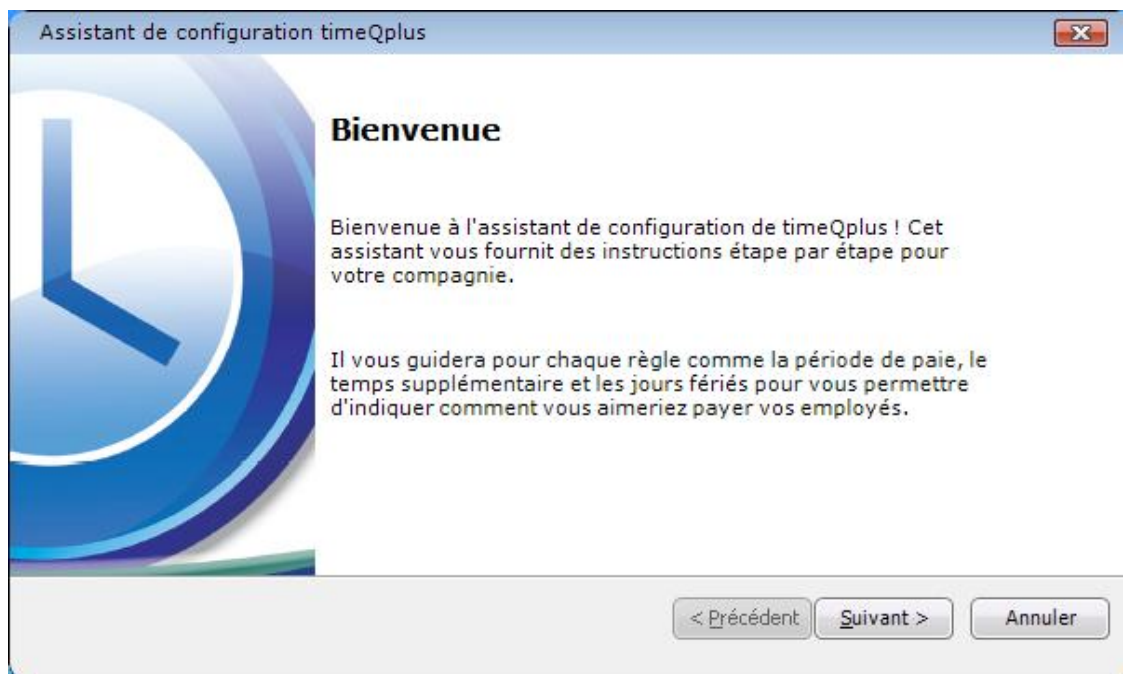 Assistant de configuration timeQplus
Bienvenue
Bienvenue à l'assistant de configuration de timeQplus ! Cet
assistant vous fournit des instructions étape par étape pour
votre compagnie.
Il vous guidera pour chaque règle comme la période de paie, le
temps supplémentaire et les jours fériés pour vous permettre
d'indiquer comment vous aimeriez payer vos employés.
< Précédent Suivant > Annuler